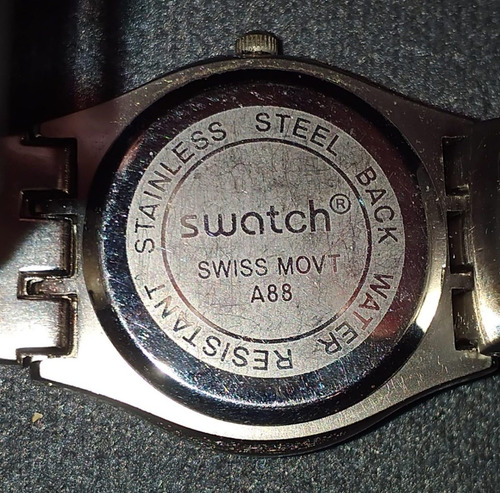 STAINLESS STEEL BACK
WATER RESISTANT
swatch®
SWISS MOVT
A88